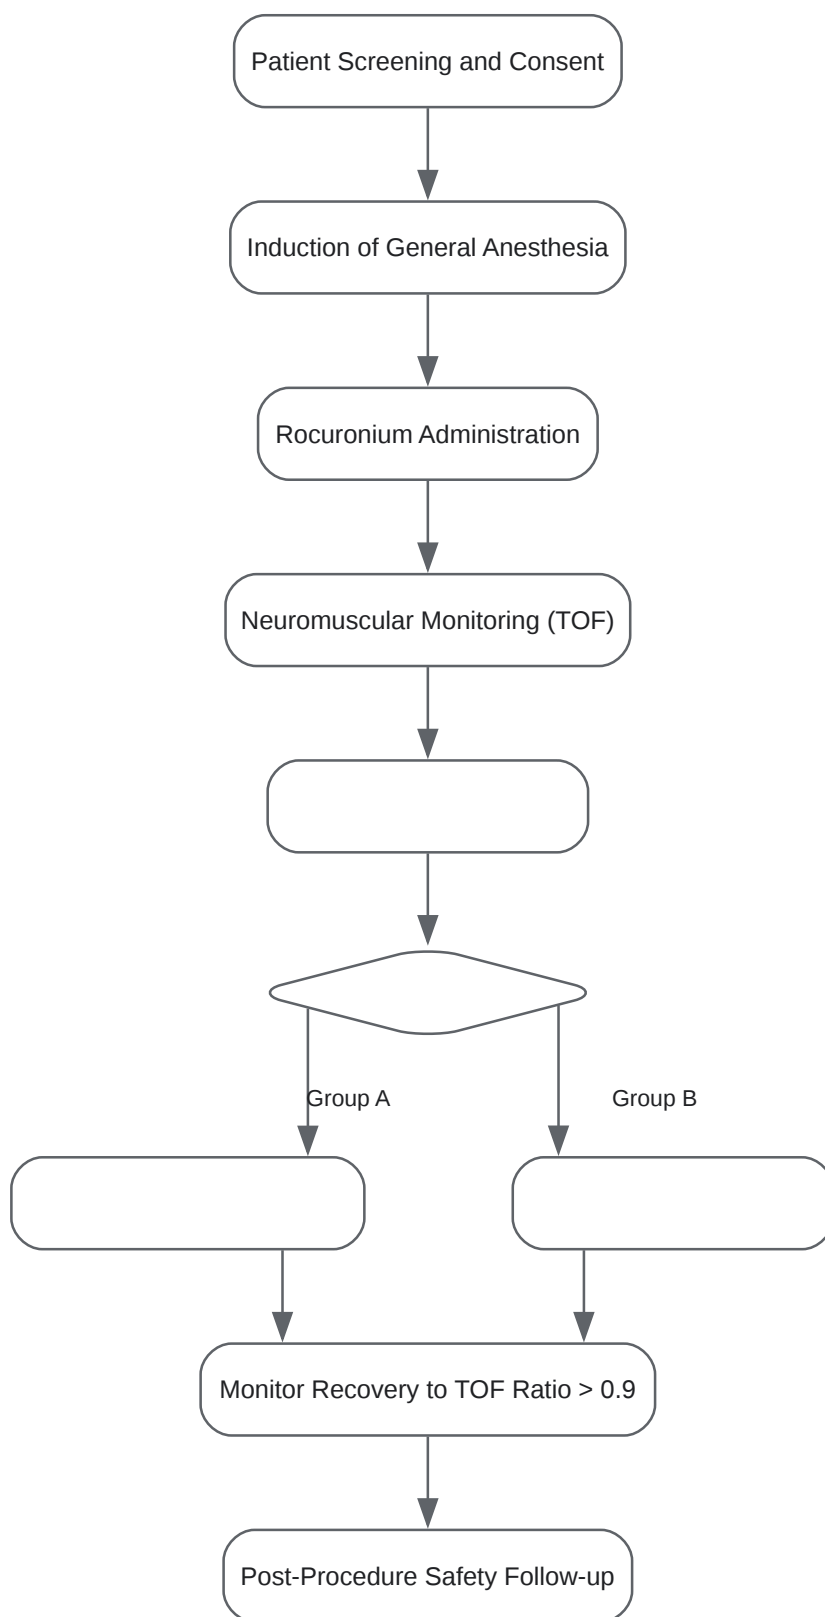 Patient Screening and Consent
Induction of General Anesthesia
Rocuronium Administration
Neuromuscular Monitoring (TOF)
Group A
Group B
Monitor Recovery to TOF Ratio > 0.9
Post-Procedure Safety Follow-up